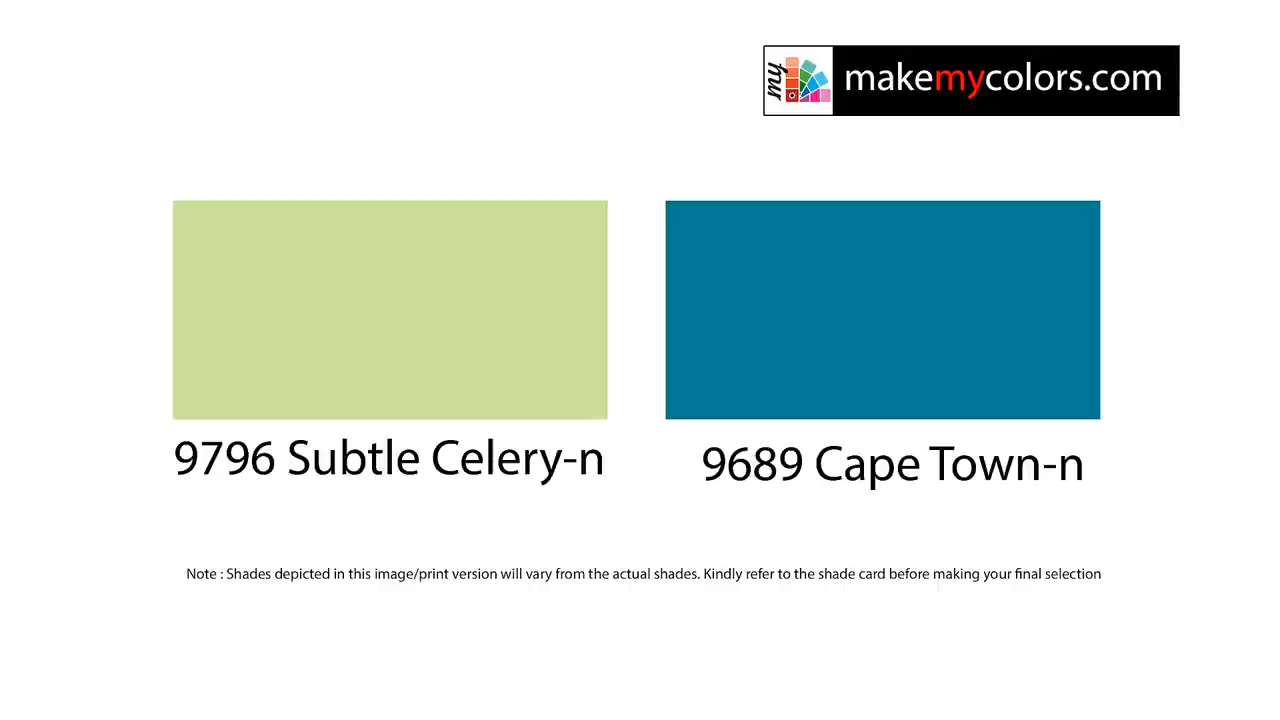 my
makemycolors.com
9796 Subtle Celery-n
9689 Cape Town-n
Note : Shades depicted in this image/print version will vary from the actual shades. Kindly refer to the shade card before making your final selection